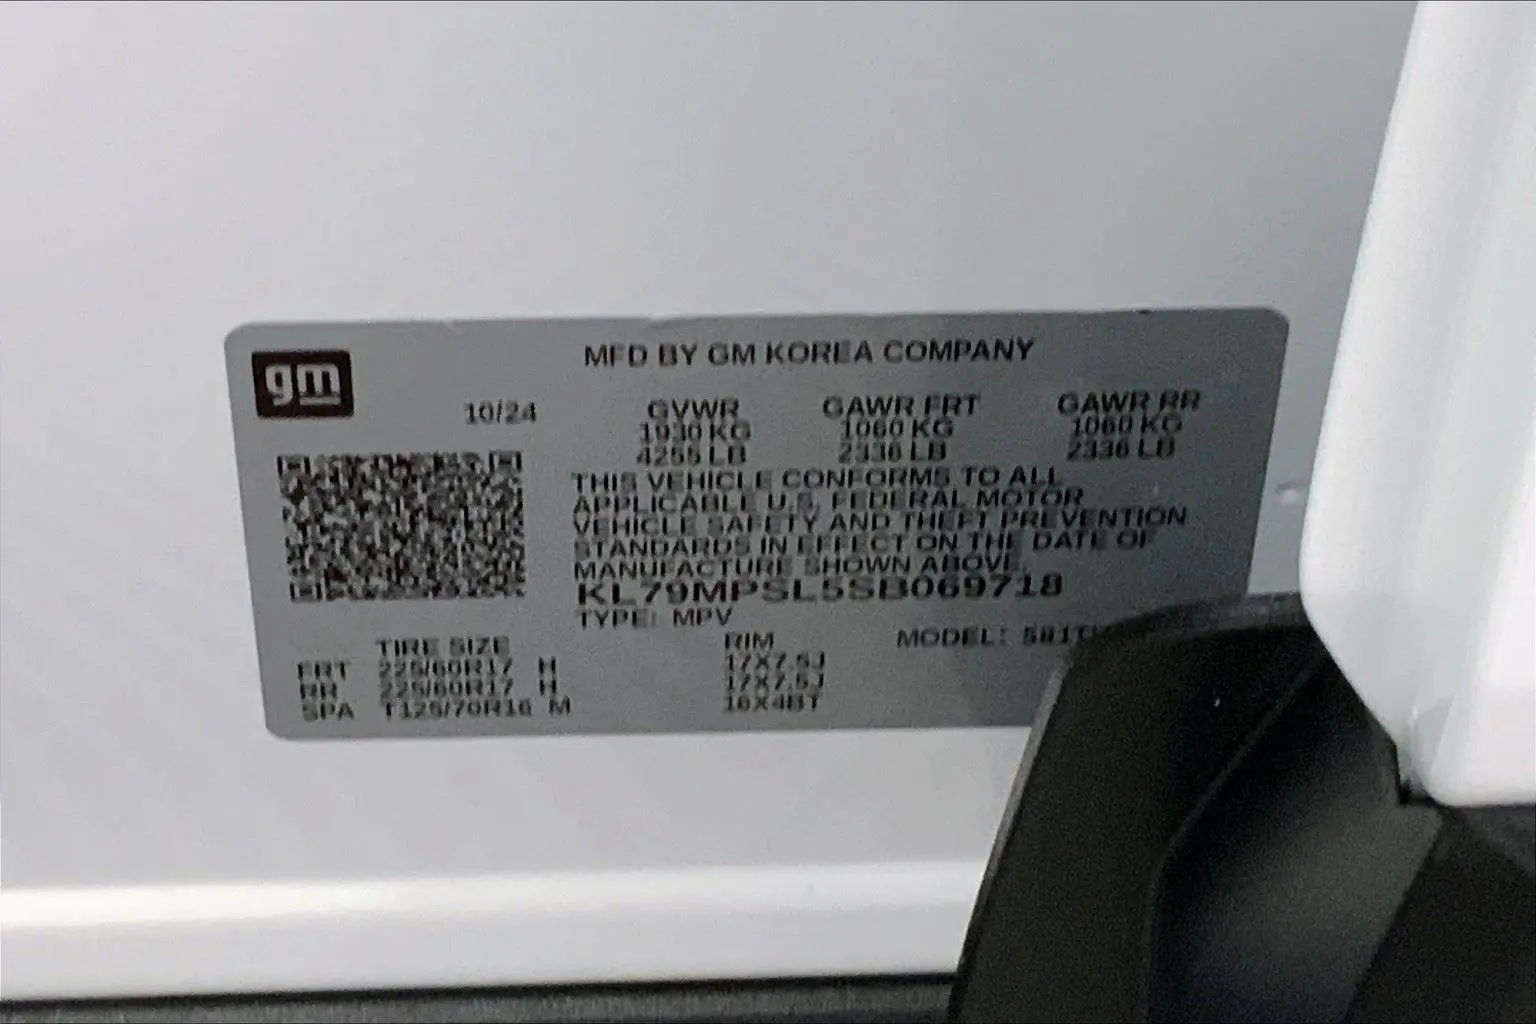 gm
MFD BY GM KOREA COMPANY
10/24
GVWR GAWR FRT GAWR RR
1930 KG 1060 KG 1060 KG
4255 LB 2336 LB 2336 LB
THIS VEHICLE CONFORMS TO ALL
APPLICABLE U.S. FEDERAL MOTOR
VEHICLE SAFETY AND THEFT PREVENTION
STANDARDS IN EFFECT ON THE DATE OF
MANUFACTURE SHOWN ABOVE.
KL79MPSL5SB069718
TYPE: MPV
MODEL:
TIRE SIZE RIM
FRT 225/60R17 H 17X7.5J
RR 225/60R17 H 17X7.5J
SPA T125/70R16 M 16X4BT